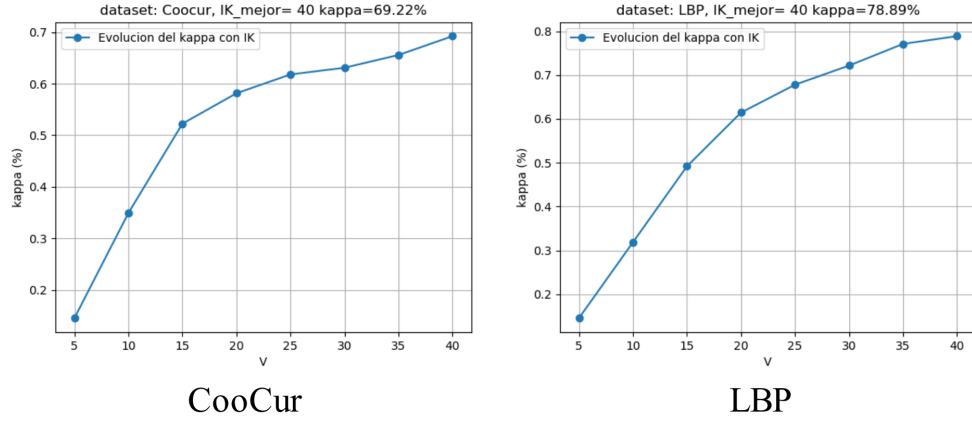 dataset: Coocur, IK_mejor= 40 kappa=69.22%
Evolucion del kappa con IK
kappa (%)
0.7
0.6
0.5
0.4
0.3
0.2
5 10 15 20 25 30 35 40
V
CooCur
dataset: LBP, IK_mejor= 40 kappa=78.89%
Evolucion del kappa con IK
kappa (%)
0.8
0.7
0.6
0.5
0.4
0.3
0.2
5 10 15 20 25 30 35 40
V
LBP